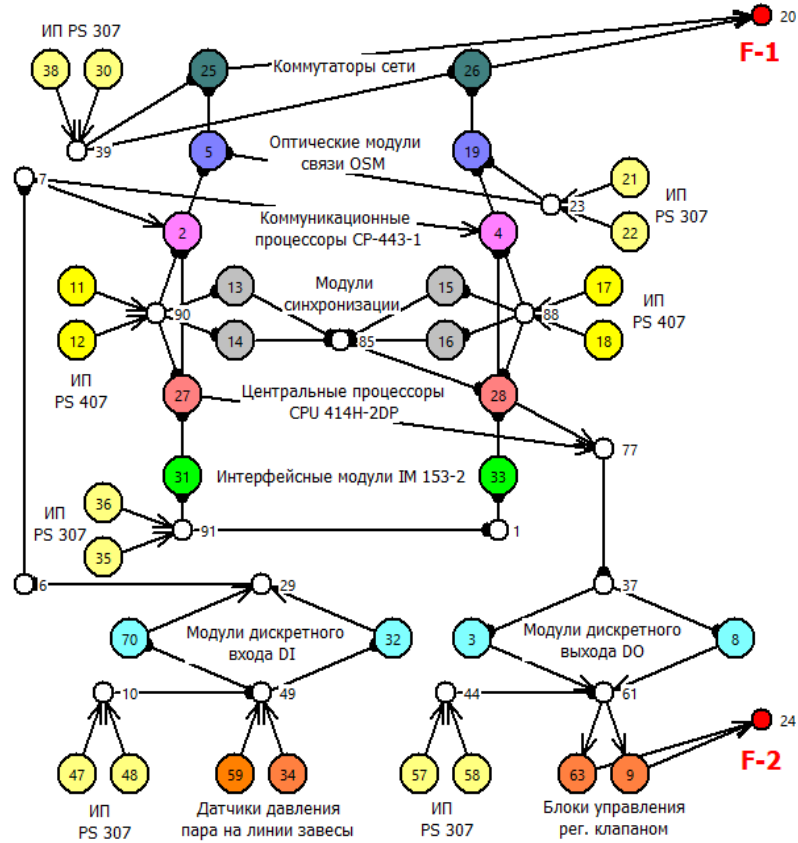 20
F-1
ИП PS 307
38
30
25
Коммутаторы сети
26
39
5
Оптические модули
связи OSM
19
7
21
ИП
PS 307
23
22
2
Коммуникационные
процессоры CP-443-1
4
11
13
Модули
синхронизации
15
17
ИП
PS 407
90
88
12
14
85
16
18
ИП
PS 407
27
Центральные процессоры
CPU 414H-2DP
28
77
31
Интерфейсные модули IM 153-2
33
36
ИП
PS 307
35
91
1
6
29
37
70
Модули дискретного
входа DI
32
3
Модули дискретного
выхода DO
8
10
49
44
61
24
F-2
47
48
59
34
57
58
63
9
ИП
PS 307
Датчики давления
пара на линии завесы
ИП
PS 307
Блоки управления
рег. клапаном